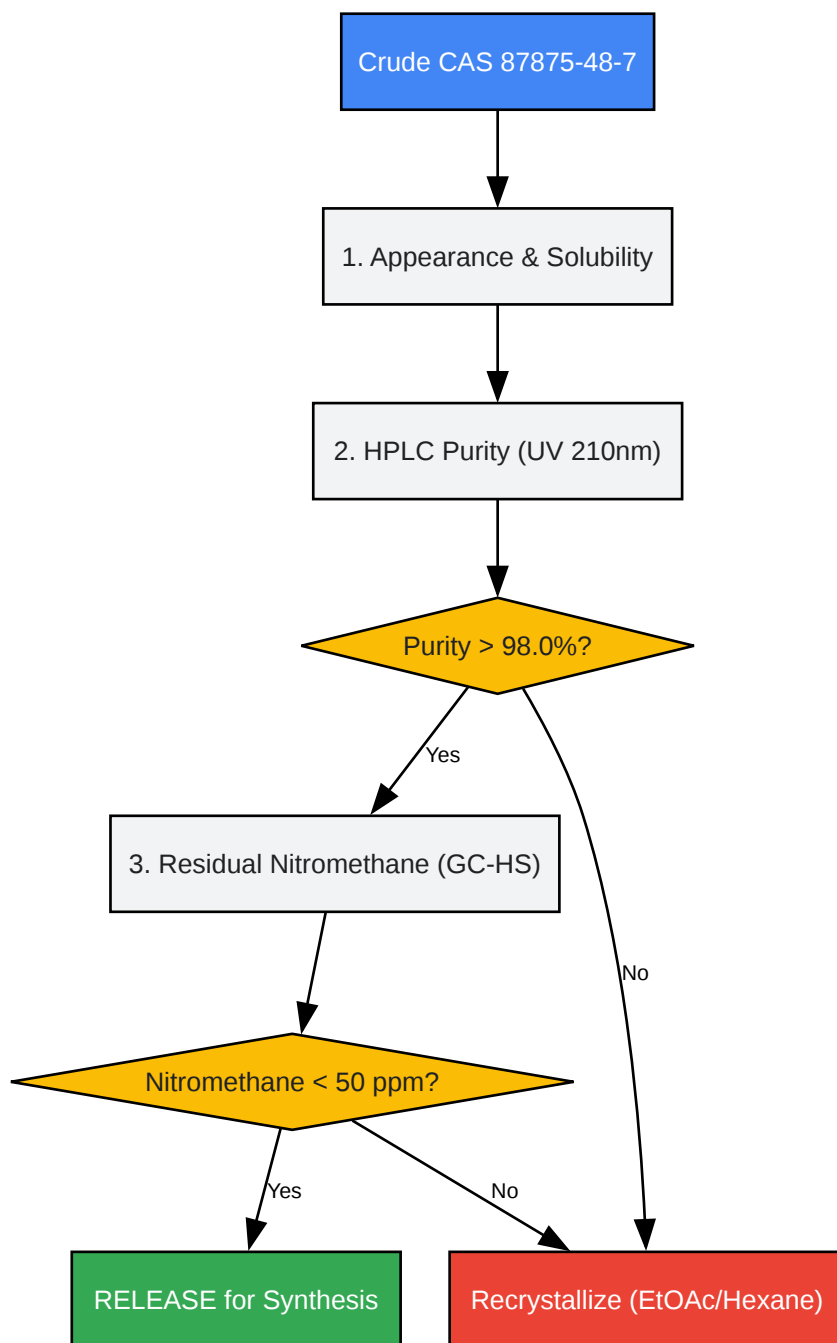 Crude CAS 87875-48-7
1. Appearance & Solubility
2. HPLC Purity (UV 210nm)
Purity > 98.0%?
Yes
3. Residual Nitromethane (GC-HS)
No
Nitromethane < 50 ppm?
Yes
No
RELEASE for Synthesis
Recrystallize (EtOAc/Hexane)